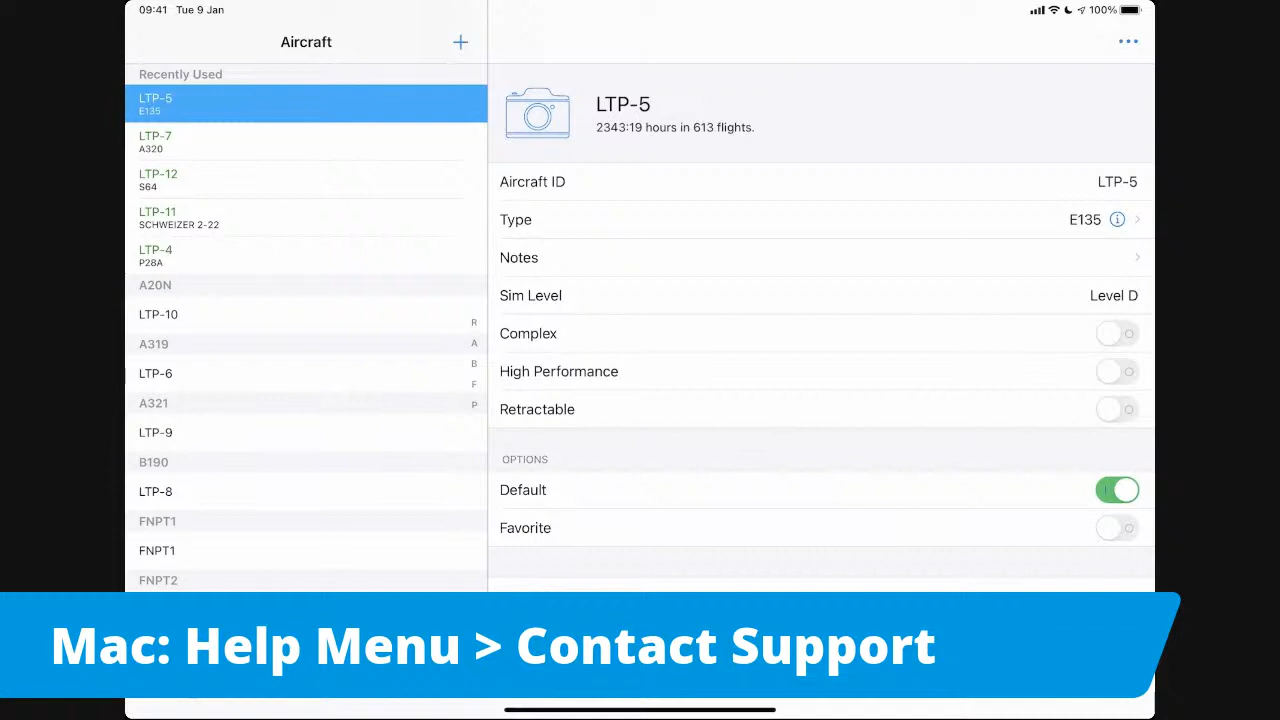 09:41 Tue 9 Jan
100%
Aircraft
Recently Used
LTP-5
E135
LTP-7
A320
LTP-12
S64
LTP-11
SCHWEIZER 2-22
LTP-4
P28A
A20N
LTP-10
A319
LTP-6
A321
LTP-9
B190
LTP-8
FNPT1
FNPT1
FNPT2
R
A
B
F
P
LTP-5
2343:19 hours in 613 flights.
Aircraft ID LTP-5
Type E135
Notes
Sim Level Level D
Complex
High Performance
Retractable
OPTIONS
Default
Favorite
Mac: Help Menu > Contact Support